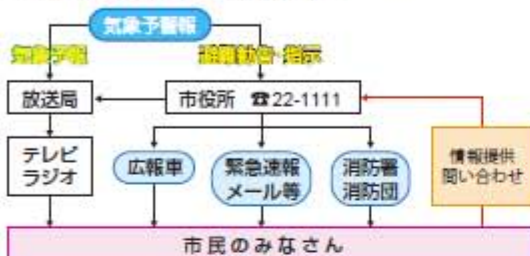 気象予警報
気象予報
避難勧告・指示
放送局
市役所 ☎22-1111
テレビ
ラジオ
広報車
緊急速報
メール等
消防署
消防団
情報提供
問い合わせ
市民のみなさん